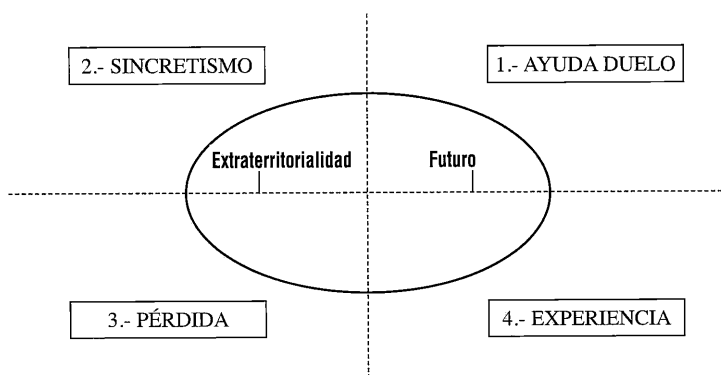 2.- SINCRETISMO
1.- AYUDA DUELO
Extraterritorialidad
Futuro
3.- PÉRDIDA
4.- EXPERIENCIA